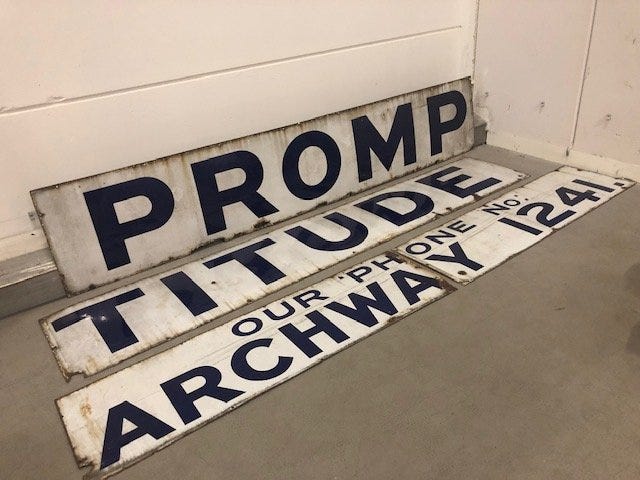 PROMP
TITUDE
OUR 'PHONE No.
ARCHWAY 1241.